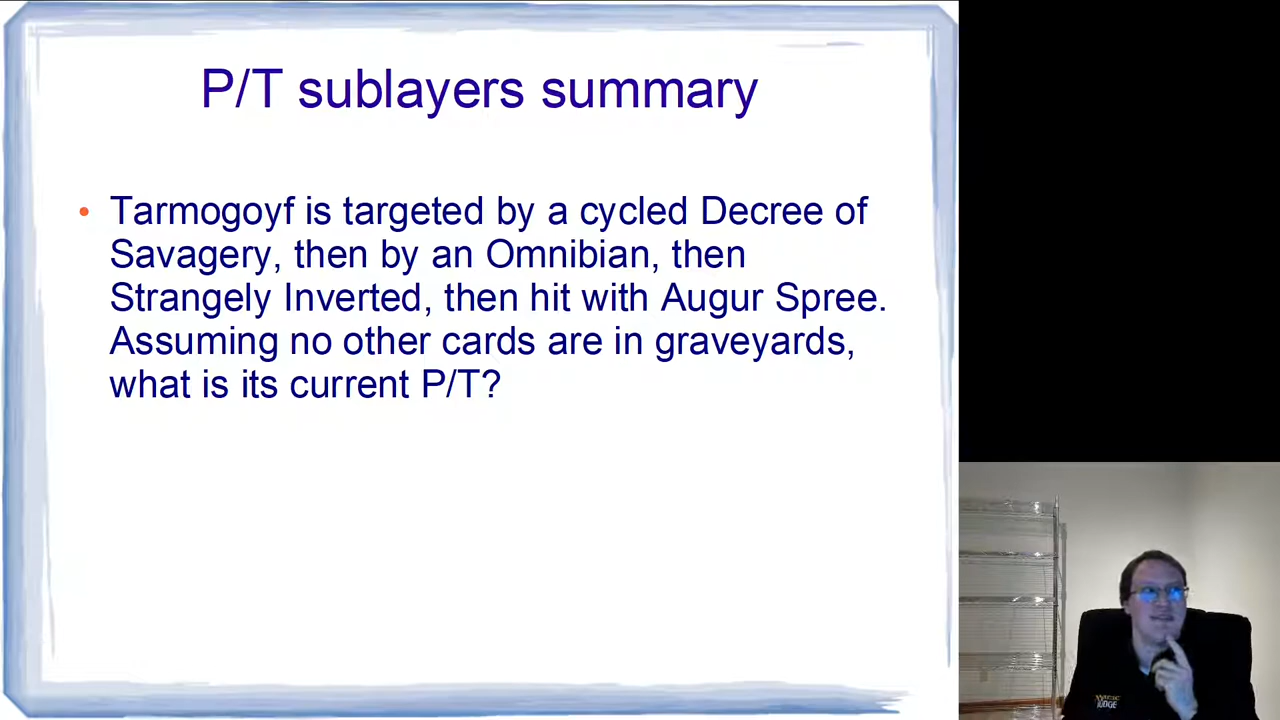 P/T sublayers summary
• Tarmogoyf is targeted by a cycled Decree of
Savagery, then by an Omnibian, then
Strangely Inverted, then hit with Augur Spree.
Assuming no other cards are in graveyards,
what is its current P/T?
JUDGE